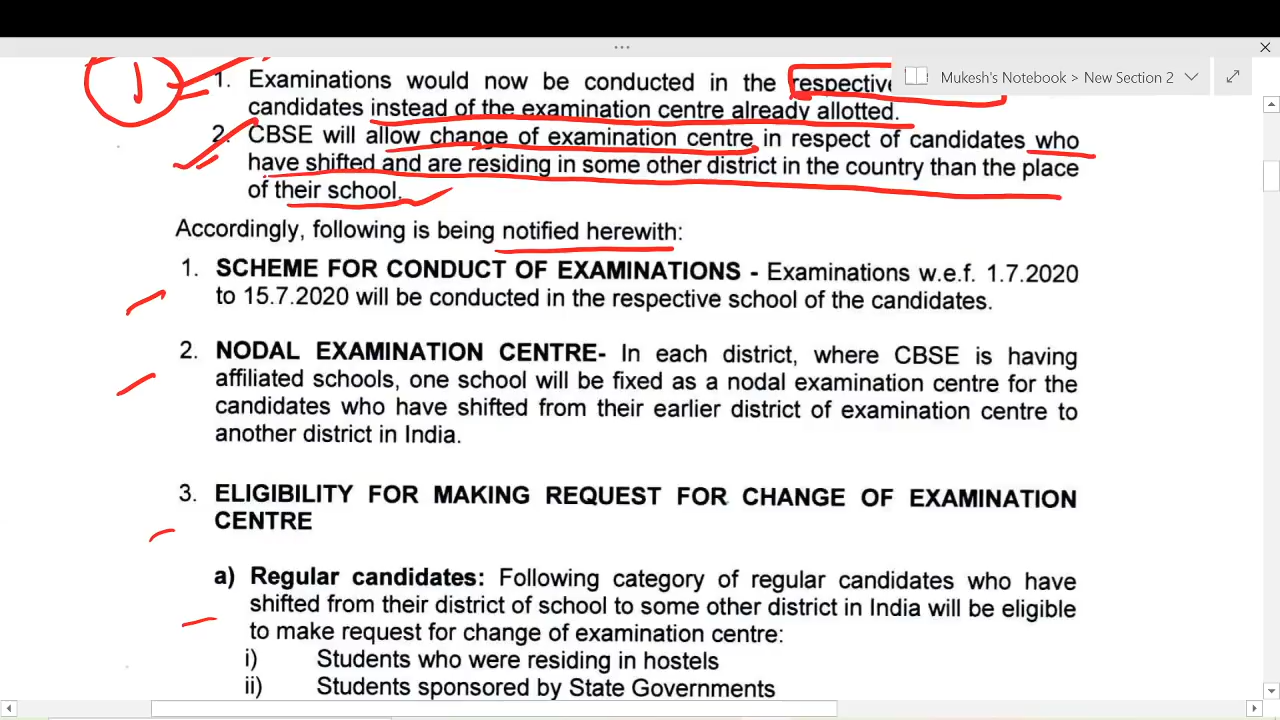 Mukesh's Notebook > New Section 2
1
1. Examinations would now be conducted in the respective
candidates instead of the examination centre already allotted.
2. CBSE will allow change of examination centre in respect of candidates who
have shifted and are residing in some other district in the country than the place
of their school.
Accordingly, following is being notified herewith:
1. SCHEME FOR CONDUCT OF EXAMINATIONS - Examinations w.e.f. 1.7.2020
to 15.7.2020 will be conducted in the respective school of the candidates.
2. NODAL EXAMINATION CENTRE- In each district, where CBSE is having
affiliated schools, one school will be fixed as a nodal examination centre for the
candidates who have shifted from their earlier district of examination centre to
another district in India.
3. ELIGIBILITY FOR MAKING REQUEST FOR CHANGE OF EXAMINATION
CENTRE
a) Regular candidates: Following category of regular candidates who have
shifted from their district of school to some other district in India will be eligible
to make request for change of examination centre:
i) Students who were residing in hostels
ii) Students sponsored by State Governments